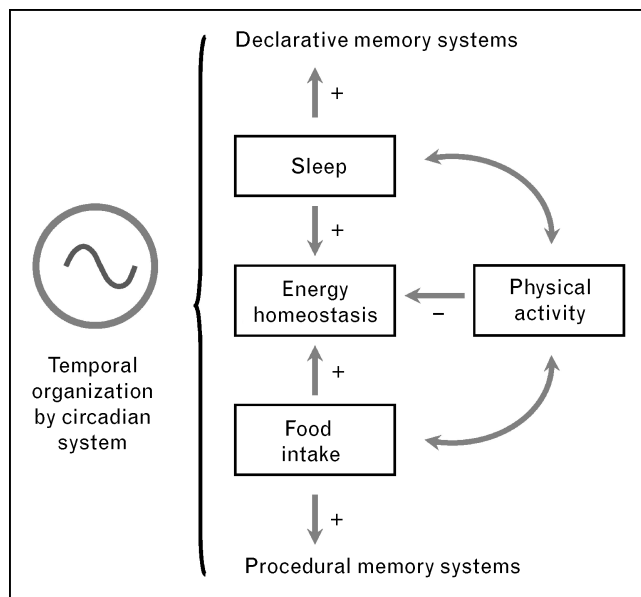 Declarative memory systems
+
Sleep
+
Energy
homeostasis
Physical
activity
−
Temporal
organization
by circadian
system
+
Food
intake
+
Procedural memory systems